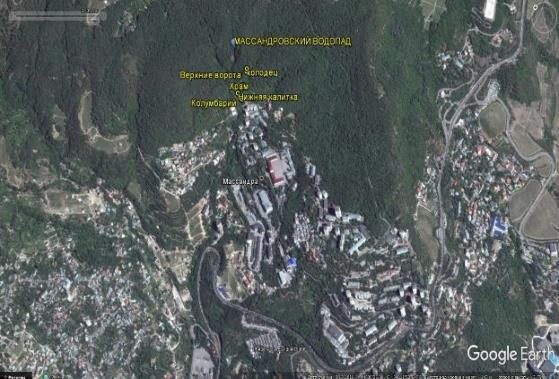 МАССАНДРОВСКИЙ ВОДОПАД
Верхние ворота
Колодец
Храм
Нижняя калитка
Колумбарий
Массандра
Google Earth